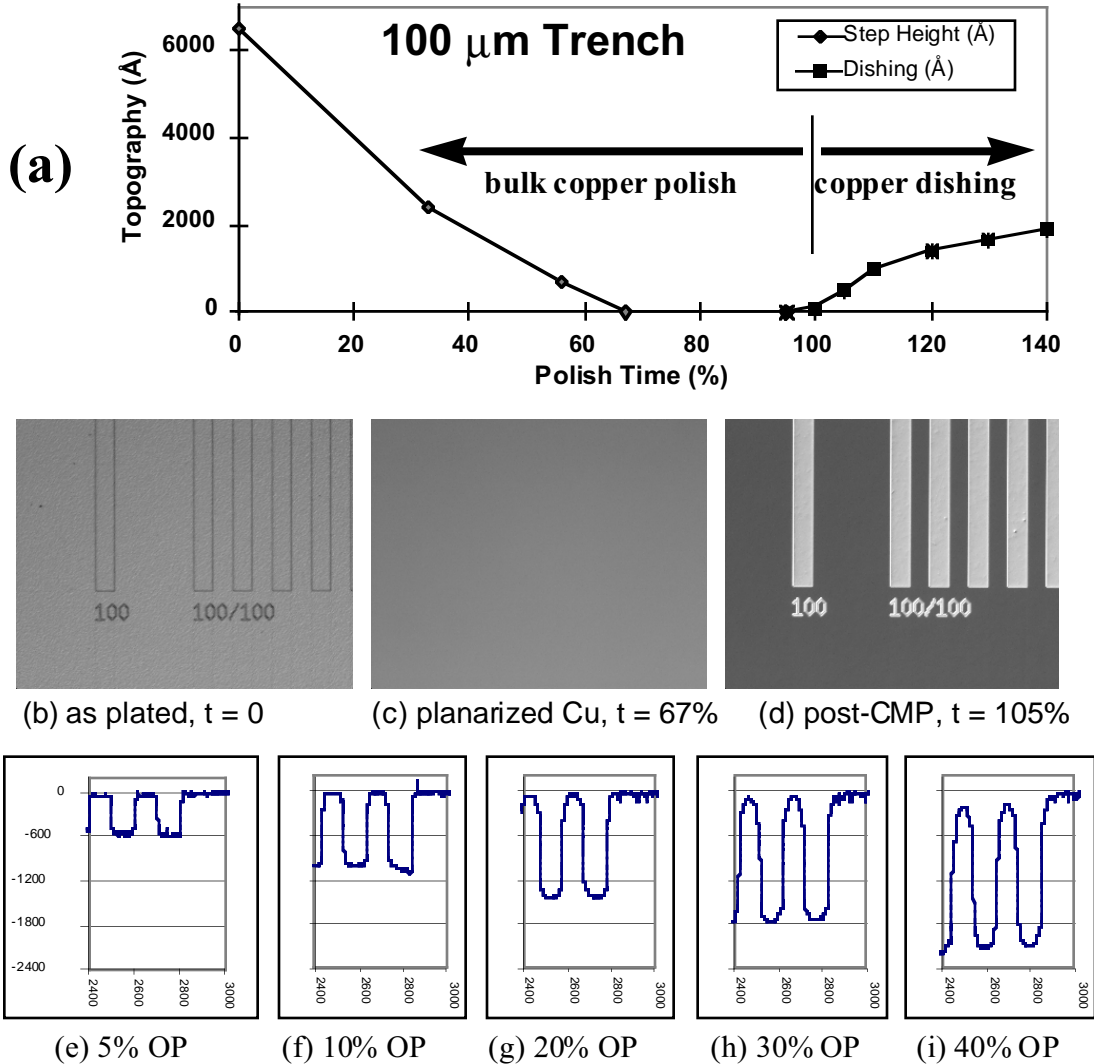 100 μm Trench
Step Height (Å)
Dishing (Å)
Topography (Å)
6000
4000
2000
0
(a)
bulk copper polish
copper dishing
0 20 40 60 80 100 120 140
Polish Time (%)
100 100/100
100 100/100
(b) as plated, t = 0
(c) planarized Cu, t = 67%
(d) post-CMP, t = 105%
0
-600
-1200
-1800
-2400
2400 2600 2800 3000
2400 2600 2800 3000
2400 2600 2800 3000
2400 2600 2800 3000
2400 2600 2800 3000
(e) 5% OP
(f) 10% OP
(g) 20% OP
(h) 30% OP
(i) 40% OP